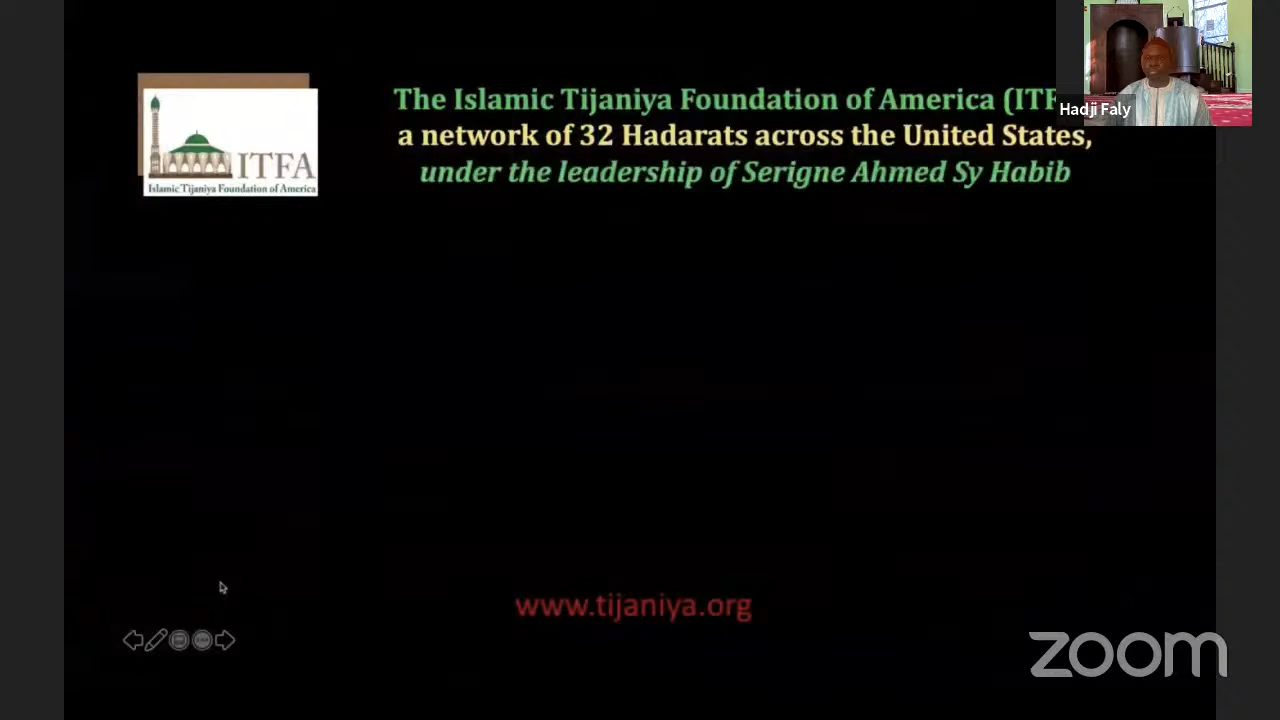 The Islamic Tijaniya Foundation of America (ITF
a network of 32 Hadarats across the United States,
under the leadership of Serigne Ahmed Sy Habib
ITFA
Islamic Tijaniya Foundation of America
Hadji Faly
www.tijaniya.org
zoom